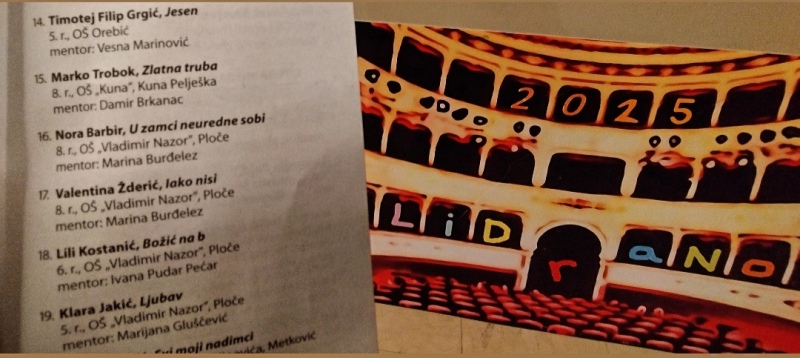 14. Timotej Filip Grgić, Jesen
5. r., OŠ Orebić
mentor: Vesna Marinović
15. Marko Trobok, Zlatna truba
8. r., OŠ „Kuna", Kuna Pelješka
mentor: Damir Brkanac
16. Nora Barbir, U zamci neuredne sobi
8. r., OŠ „Vladimir Nazor", Ploče
mentor: Marina Burđelez
17. Valentina Žderić, Iako nisi
8. r., OŠ „Vladimir Nazor", Ploče
mentor: Marina Burđelez
18. Lili Kostanić, Božić na b
6. r., OŠ „Vladimir Nazor", Ploče
mentor: Ivana Pudar Pećar
19. Klara Jakić, Ljubav
5. r., OŠ „Vladimir Nazor", Ploče
mentor: Marijana Gluščević
Svi moji nadimci
Metković
2025
LiDraNo